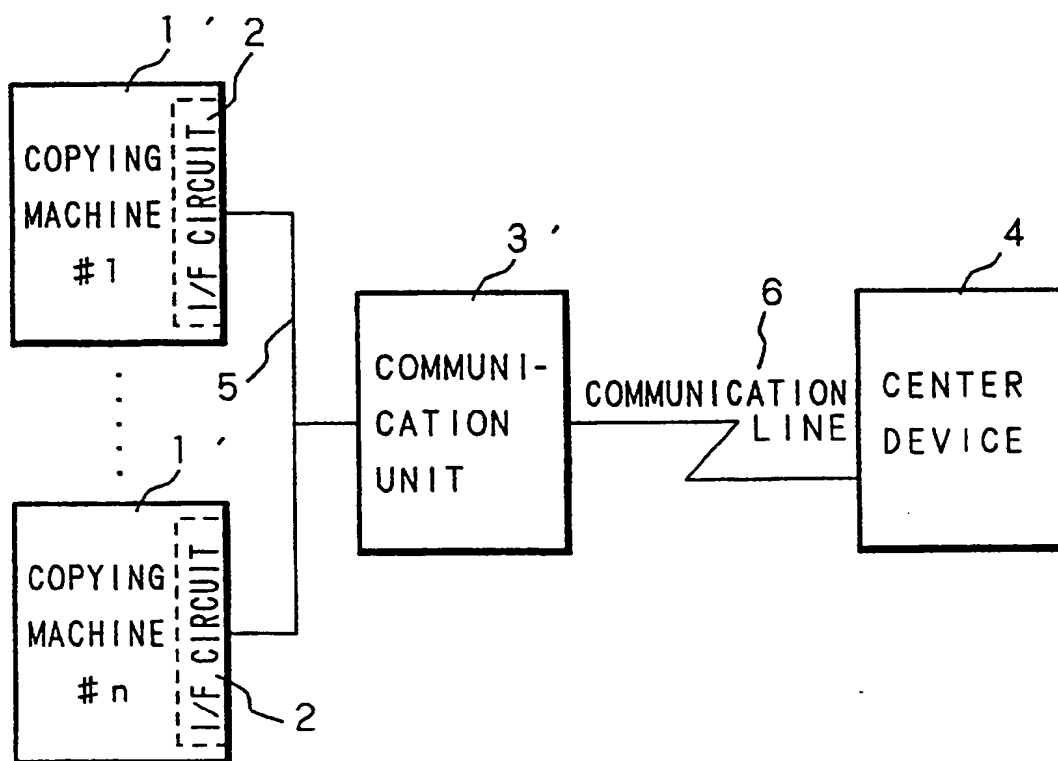 1'
2
COPYING
MACHINE
#1
I/F CIRCUIT
5
1'
COPYING
MACHINE
#n
I/F CIRCUIT
2
3'
COMMUNI-
CATION
UNIT
6
COMMUNICATION
LINE
4
CENTER
DEVICE